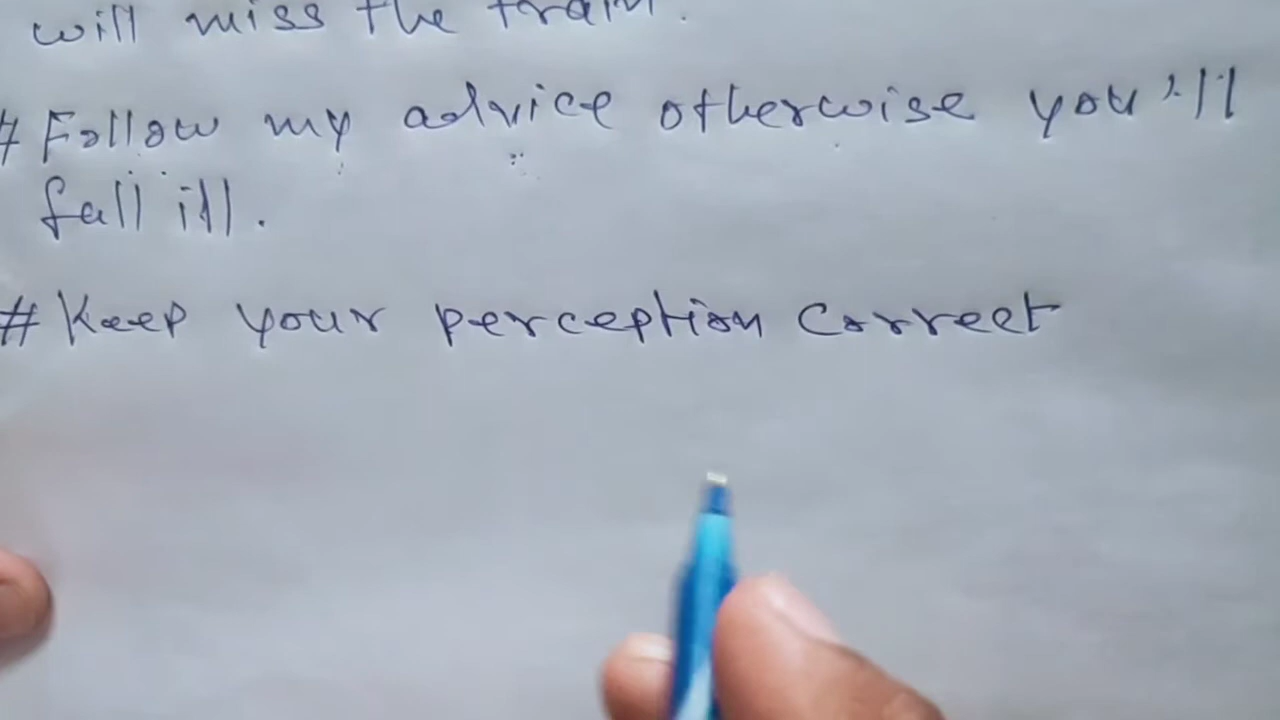 will miss the train.
# Follow my advice otherwise you'll
fall ill.
# Keep your perception correct